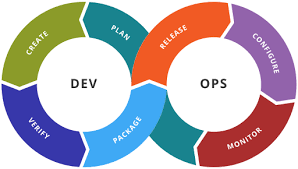 CREATE
PLAN
DEV
VERIFY
PACKAGE
RELEASE
CONFIGURE
OPS
MONITOR